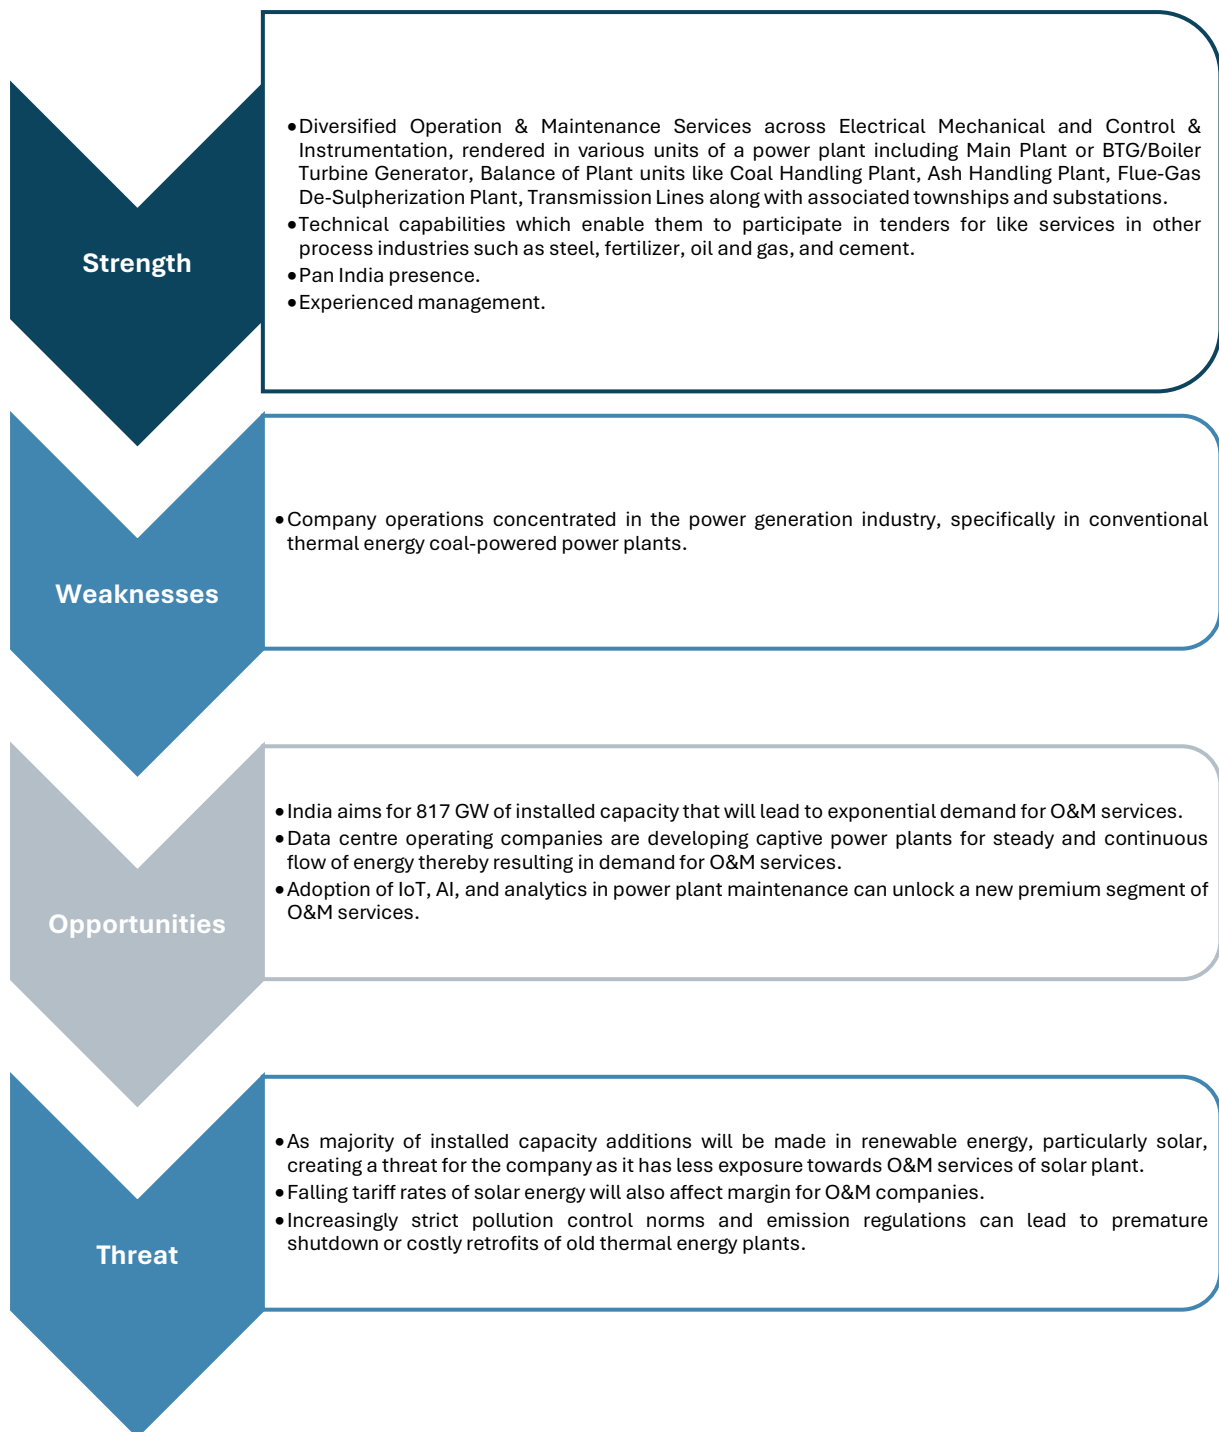 Strength
•Diversified Operation & Maintenance Services across Electrical Mechanical and Control &
Instrumentation, rendered in various units of a power plant including Main Plant or BTG/Boiler
Turbine Generator, Balance of Plant units like Coal Handling Plant, Ash Handling Plant, Flue-Gas
De-Sulpherization Plant, Transmission Lines along with associated townships and substations.
•Technical capabilities which enable them to participate in tenders for like services in other
process industries such as steel, fertilizer, oil and gas, and cement.
•Pan India presence.
•Experienced management.
Weaknesses
•Company operations concentrated in the power generation industry, specifically in conventional
thermal energy coal-powered power plants.
Opportunities
•India aims for 817 GW of installed capacity that will lead to exponential demand for O&M services.
•Data centre operating companies are developing captive power plants for steady and continuous
flow of energy thereby resulting in demand for O&M services.
•Adoption of IoT, AI, and analytics in power plant maintenance can unlock a new premium segment of
O&M services.
Threat
•As majority of installed capacity additions will be made in renewable energy, particularly solar,
creating a threat for the company as it has less exposure towards O&M services of solar plant.
•Falling tariff rates of solar energy will also affect margin for O&M companies.
•Increasingly strict pollution control norms and emission regulations can lead to premature
shutdown or costly retrofits of old thermal energy plants.